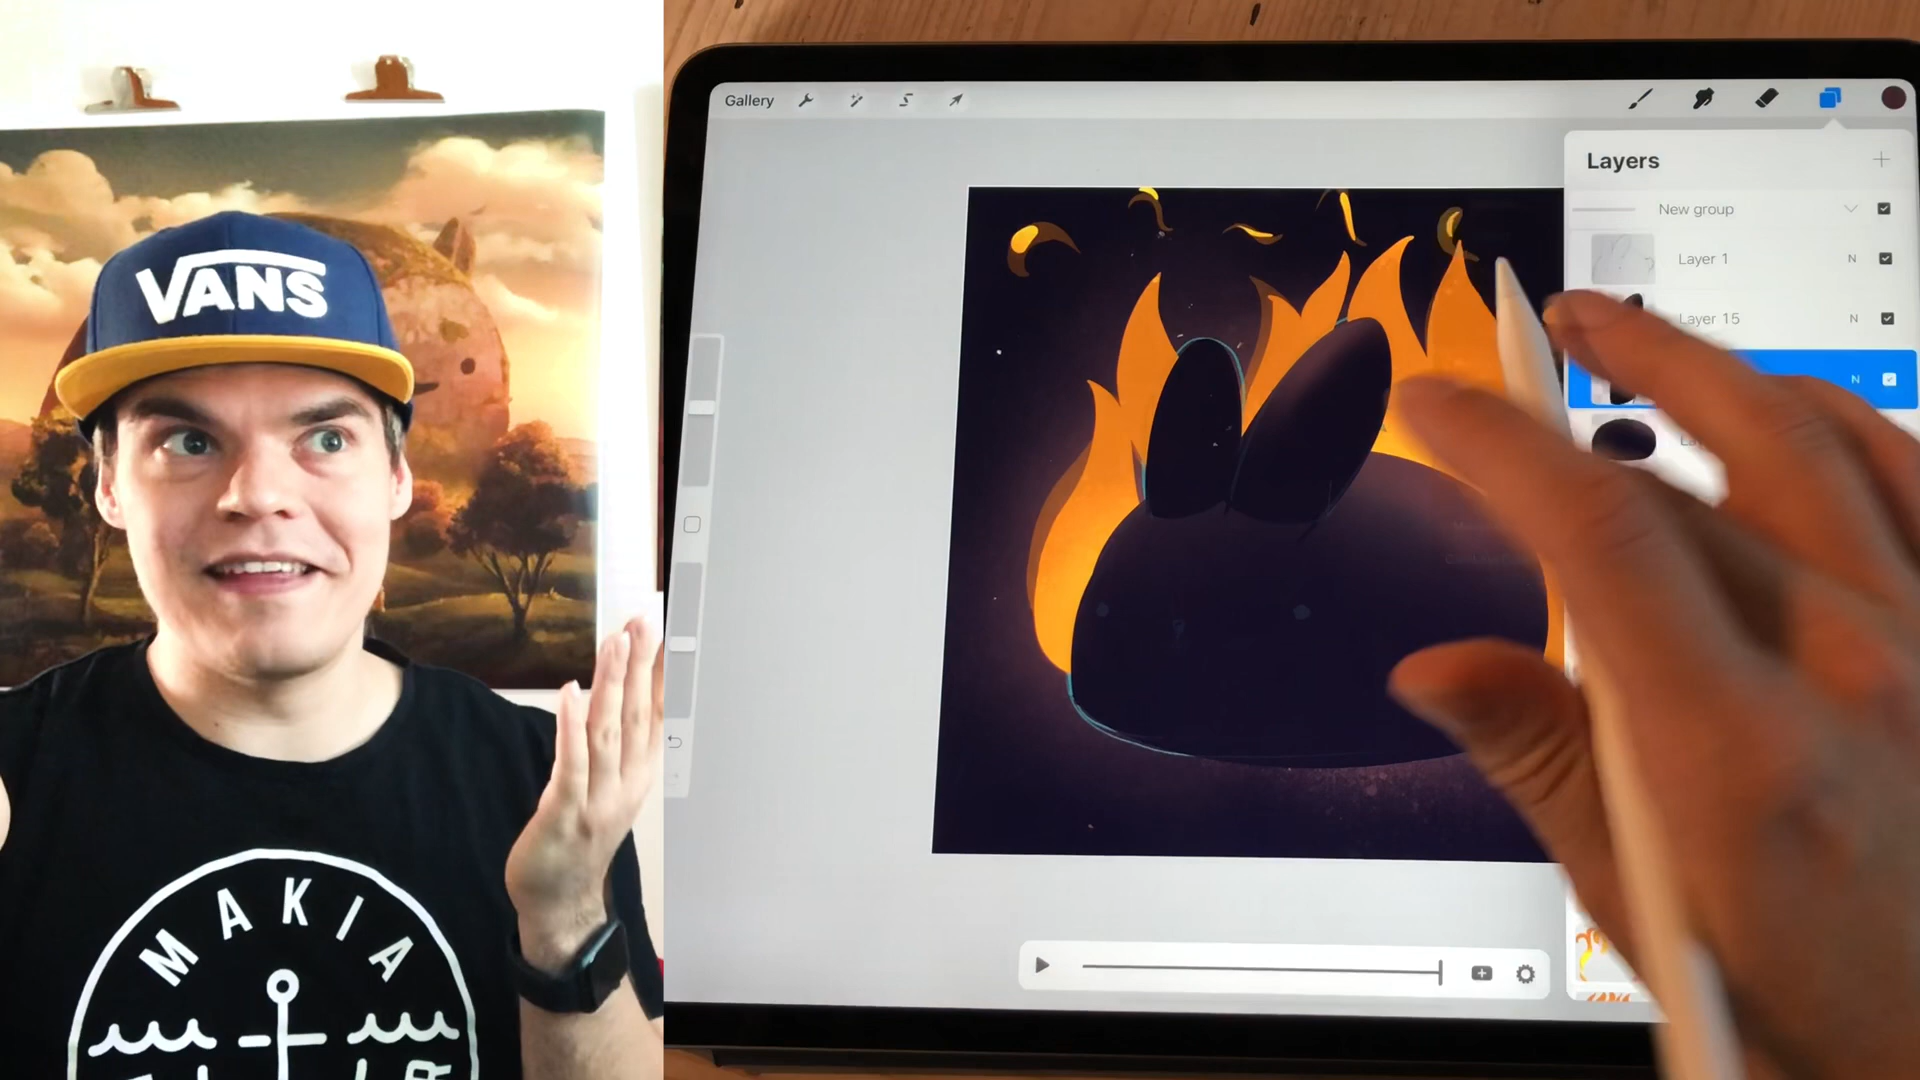 VANS
MAKIA
Gallery
Layers
New group
Layer 1
N
Layer 15
N
N